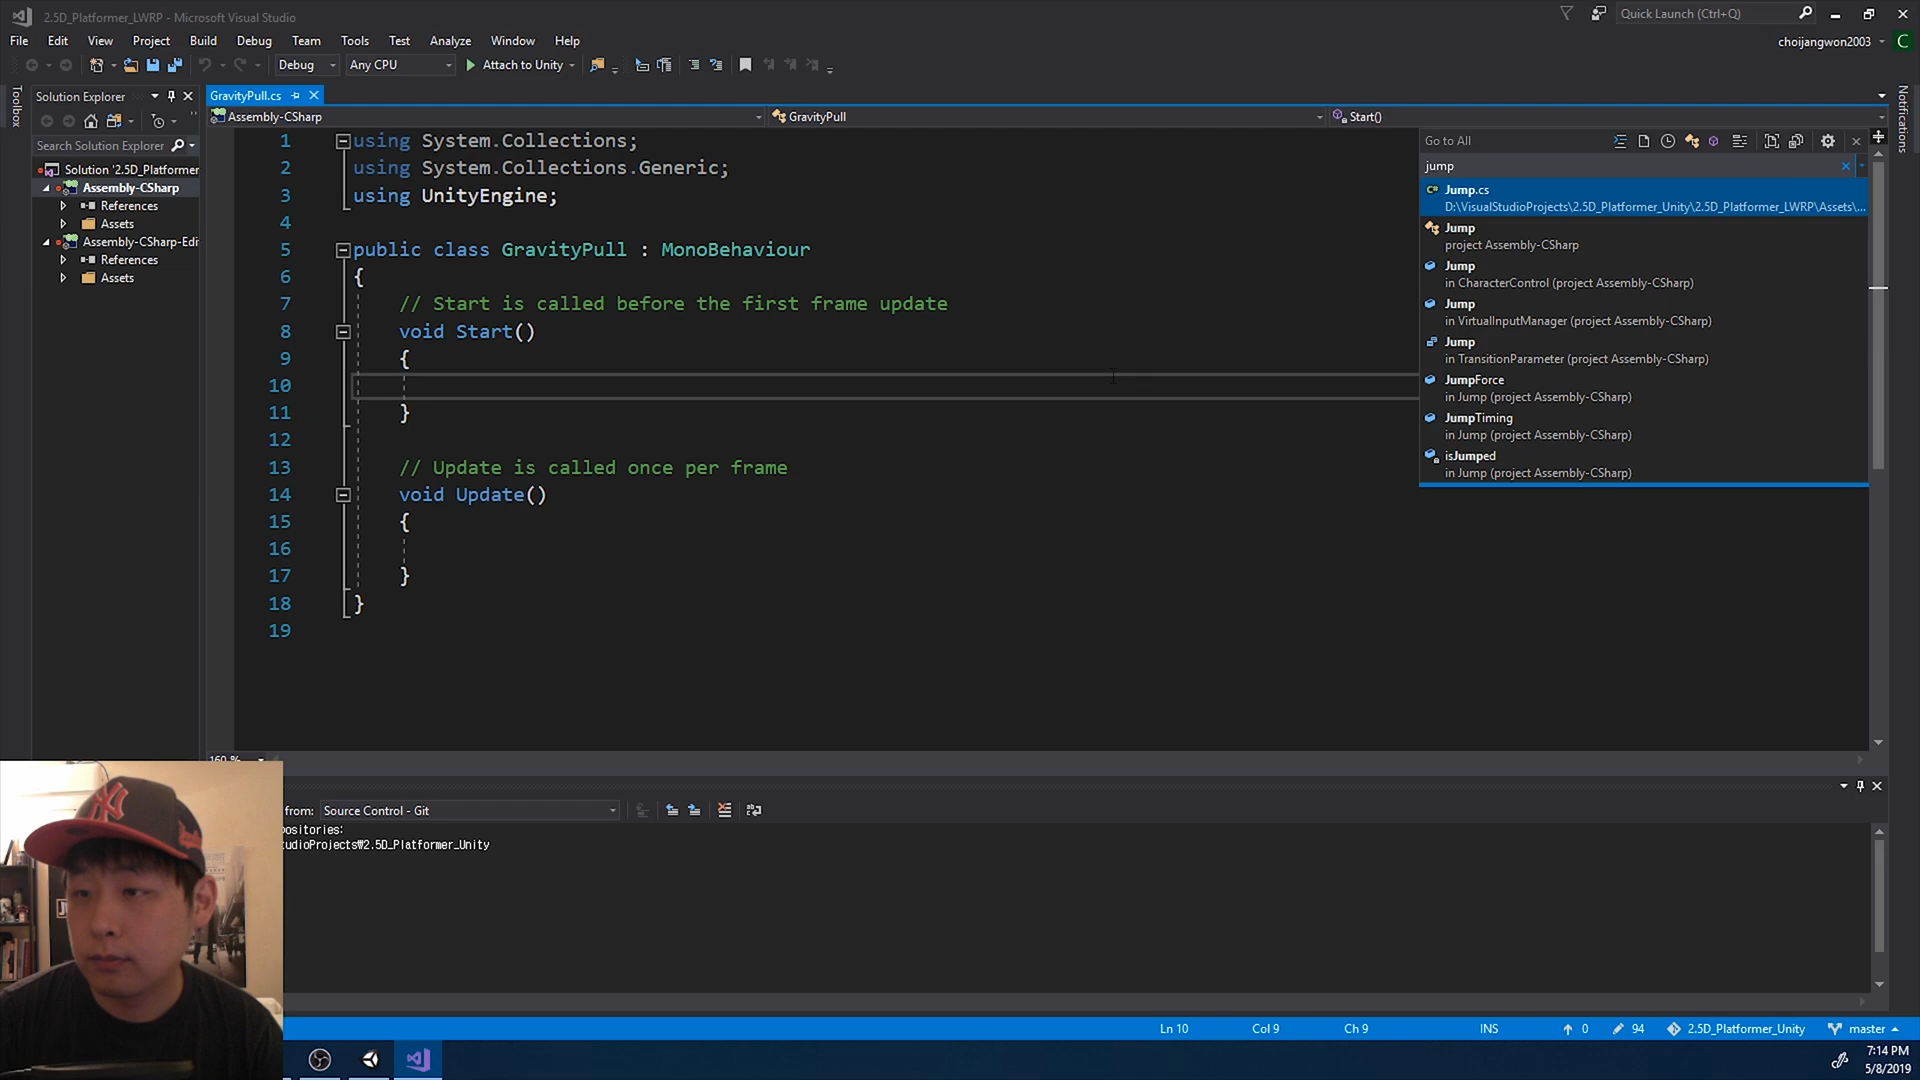 2.5D_Platformer_LWRP - Microsoft Visual Studio
Quick Launch (Ctrl+Q)
File Edit View Project Build Debug Team Tools Test Analyze Window Help
choijangwon2003 C
Debug Any CPU Attach to Unity
Toolbox
Solution Explorer
Search Solution Explorer
Solution '2.5D_Platformer
Assembly-CSharp
References
Assets
Assembly-CSharp-Edi
References
Assets
GravityPull.cs
Assembly-CSharp GravityPull Start()
Notifications
1 using System.Collections;
2 using System.Collections.Generic;
3 using UnityEngine;
4
5 public class GravityPull : MonoBehaviour
6 {
7 // Start is called before the first frame update
8 void Start()
9 {
10
11 }
12
13 // Update is called once per frame
14 void Update()
15 {
16
17 }
18 }
19
Go to All
jump
C# Jump.cs
D:\VisualStudioProjects\2.5D_Platformer_Unity\2.5D_Platformer_LWRP\Assets\...
Jump
project Assembly-CSharp
Jump
in CharacterControl (project Assembly-CSharp)
Jump
in VirtualInputManager (project Assembly-CSharp)
Jump
in TransitionParameter (project Assembly-CSharp)
JumpForce
in Jump (project Assembly-CSharp)
JumpTiming
in Jump (project Assembly-CSharp)
isJumped
in Jump (project Assembly-CSharp)
160 %
from: Source Control - Git
positories:
tudioProjects₩2.5D_Platformer_Unity
Ln 10 Col 9 Ch 9 INS 0 94 2.5D_Platformer_Unity master
7:14 PM
5/8/2019